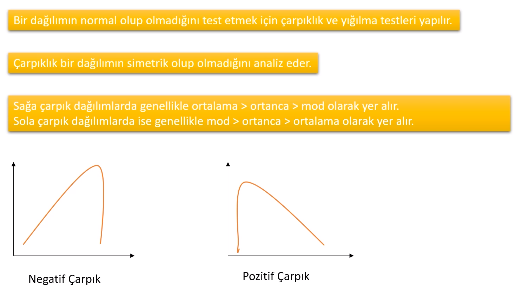 Bir dağılımın normal olup olmadığını test etmek için çarpıklık ve yığılma testleri yapılır.
Çarpıklık bir dağılımın simetrik olup olmadığını analiz eder.
Sağa çarpık dağılımlarda genellikle ortalama > ortanca > mod olarak yer alır.
Sola çarpık dağılımlarda ise genellikle mod > ortanca > ortalama olarak yer alır.
Negatif Çarpık
Pozitif Çarpık